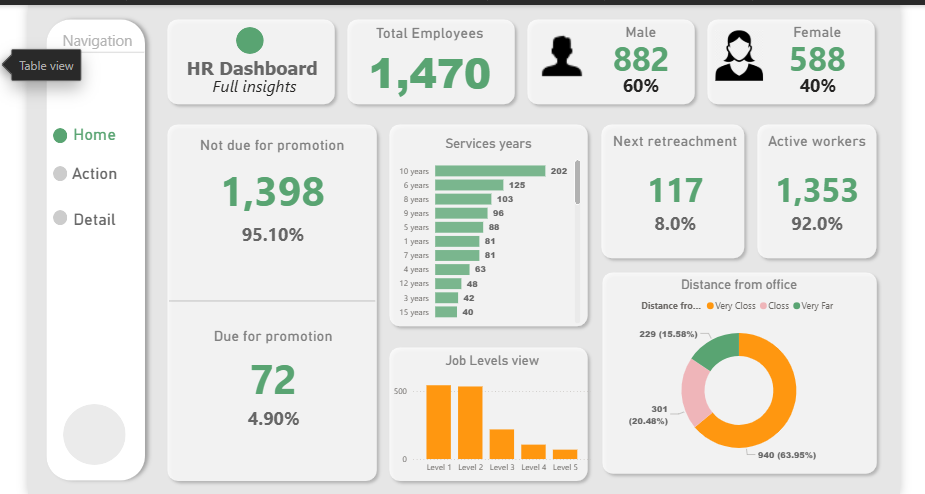 Navigation
Table view
Home
Action
Detail
HR Dashboard
Full insights
Total Employees
1,470
Male
882
60%
Female
588
40%
Not due for promotion
1,398
95.10%
Due for promotion
72
4.90%
Services years
10 years 202
6 years 125
8 years 103
9 years 96
5 years 88
1 years 81
7 years 81
4 years 63
12 years 48
3 years 42
15 years 40
Job Levels view
500
0
Level 1 Level 2 Level 3 Level 4 Level 5
Next retreachment
117
8.0%
Active workers
1,353
92.0%
Distance from office
Distance fro... Very Closs Closs Very Far
229 (15.58%)
301
(20.48%)
940 (63.95%)